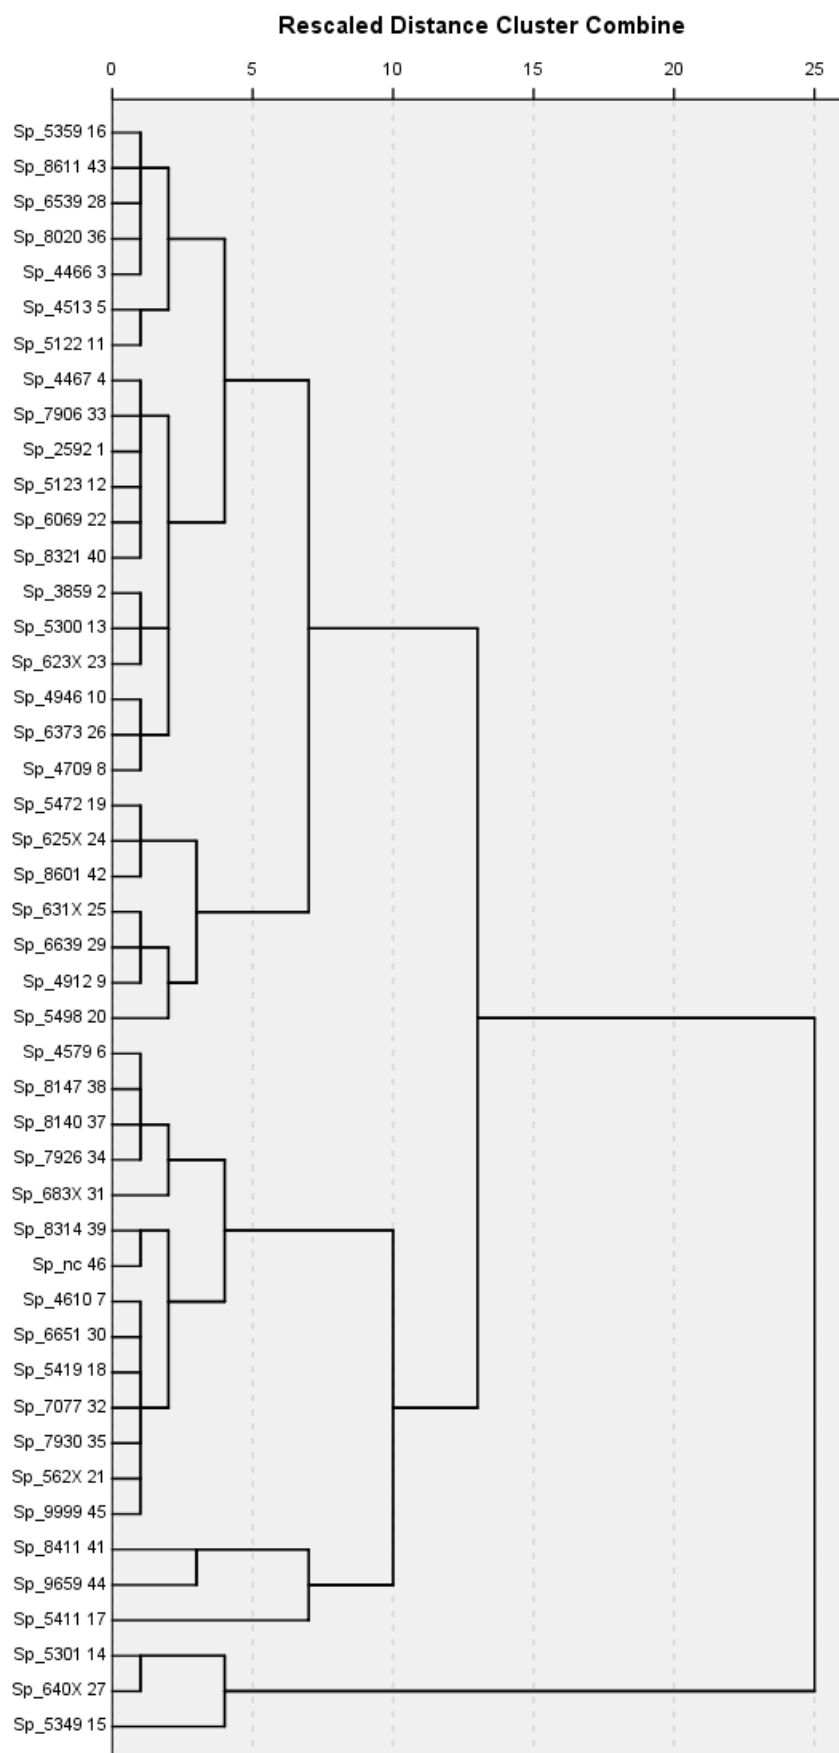 Rescaled Distance Cluster Combine
0 5 10 15 20 25
Sp_5359 16
Sp_8611 43
Sp_6539 28
Sp_8020 36
Sp_4466 3
Sp_4513 5
Sp_5122 11
Sp_4467 4
Sp_7906 33
Sp_2592 1
Sp_5123 12
Sp_6069 22
Sp_8321 40
Sp_3859 2
Sp_5300 13
Sp_623X 23
Sp_4946 10
Sp_6373 26
Sp_4709 8
Sp_5472 19
Sp_625X 24
Sp_8601 42
Sp_631X 25
Sp_6639 29
Sp_4912 9
Sp_5498 20
Sp_4579 6
Sp_8147 38
Sp_8140 37
Sp_7926 34
Sp_683X 31
Sp_8314 39
Sp_nc 46
Sp_4610 7
Sp_6651 30
Sp_5419 18
Sp_7077 32
Sp_7930 35
Sp_562X 21
Sp_9999 45
Sp_8411 41
Sp_9659 44
Sp_5411 17
Sp_5301 14
Sp_640X 27
Sp_5349 15